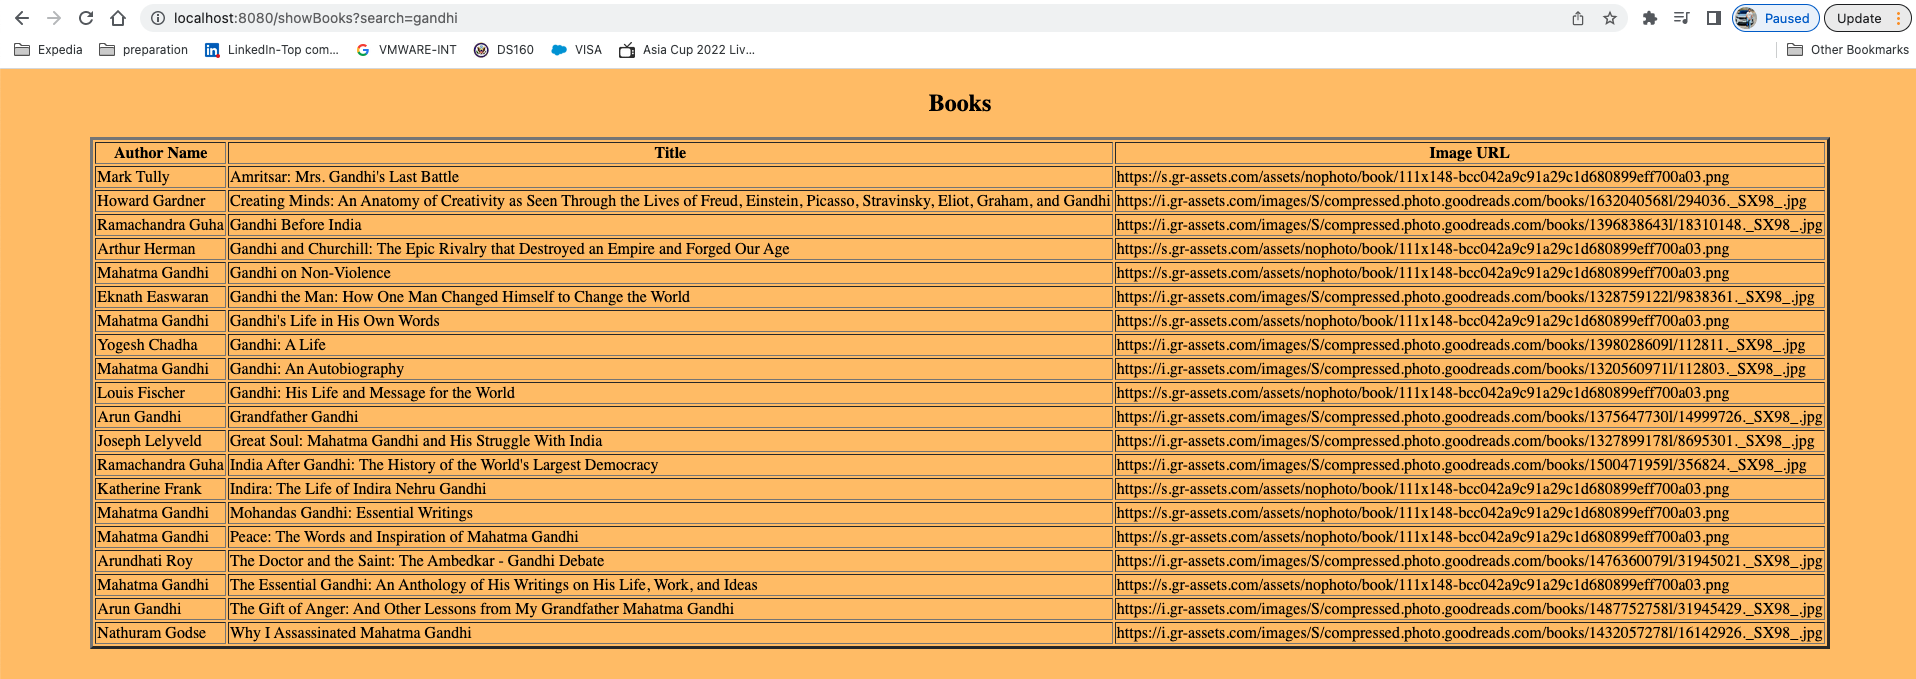 localhost:8080/showBooks?search=gandhi Paused Update
Expedia preparation LinkedIn-Top com... VMWARE-INT DS160 VISA Asia Cup 2022 Liv... Other Bookmarks
Books
Author Name Title Image URL
Mark Tully Amritsar: Mrs. Gandhi's Last Battle https://s.gr-assets.com/assets/nophoto/book/111x148-bcc042a9c91a29c1d680899eff700a03.png
Howard Gardner Creating Minds: An Anatomy of Creativity as Seen Through the Lives of Freud, Einstein, Picasso, Stravinsky, Eliot, Graham, and Gandhi https://i.gr-assets.com/images/S/compressed.photo.goodreads.com/books/1632040568l/294036._SX98_.jpg
Ramachandra Guha Gandhi Before India https://i.gr-assets.com/images/S/compressed.photo.goodreads.com/books/1396838643l/18310148._SX98_.jpg
Arthur Herman Gandhi and Churchill: The Epic Rivalry that Destroyed an Empire and Forged Our Age https://s.gr-assets.com/assets/nophoto/book/111x148-bcc042a9c91a29c1d680899eff700a03.png
Mahatma Gandhi Gandhi on Non-Violence https://s.gr-assets.com/assets/nophoto/book/111x148-bcc042a9c91a29c1d680899eff700a03.png
Eknath Easwaran Gandhi the Man: How One Man Changed Himself to Change the World https://i.gr-assets.com/images/S/compressed.photo.goodreads.com/books/1328759122l/9838361._SX98_.jpg
Mahatma Gandhi Gandhi's Life in His Own Words https://s.gr-assets.com/assets/nophoto/book/111x148-bcc042a9c91a29c1d680899eff700a03.png
Yogesh Chadha Gandhi: A Life https://i.gr-assets.com/images/S/compressed.photo.goodreads.com/books/1398028609l/112811._SX98_.jpg
Mahatma Gandhi Gandhi: An Autobiography https://i.gr-assets.com/images/S/compressed.photo.goodreads.com/books/1320560971l/112803._SX98_.jpg
Louis Fischer Gandhi: His Life and Message for the World https://s.gr-assets.com/assets/nophoto/book/111x148-bcc042a9c91a29c1d680899eff700a03.png
Arun Gandhi Grandfather Gandhi https://i.gr-assets.com/images/S/compressed.photo.goodreads.com/books/1375647730l/14999726._SX98_.jpg
Joseph Lelyveld Great Soul: Mahatma Gandhi and His Struggle With India https://i.gr-assets.com/images/S/compressed.photo.goodreads.com/books/1327899178l/8695301._SX98_.jpg
Ramachandra Guha India After Gandhi: The History of the World's Largest Democracy https://i.gr-assets.com/images/S/compressed.photo.goodreads.com/books/1500471959l/356824._SX98_.jpg
Katherine Frank Indira: The Life of Indira Nehru Gandhi https://s.gr-assets.com/assets/nophoto/book/111x148-bcc042a9c91a29c1d680899eff700a03.png
Mahatma Gandhi Mohandas Gandhi: Essential Writings https://s.gr-assets.com/assets/nophoto/book/111x148-bcc042a9c91a29c1d680899eff700a03.png
Mahatma Gandhi Peace: The Words and Inspiration of Mahatma Gandhi https://s.gr-assets.com/assets/nophoto/book/111x148-bcc042a9c91a29c1d680899eff700a03.png
Arundhati Roy The Doctor and the Saint: The Ambedkar - Gandhi Debate https://i.gr-assets.com/images/S/compressed.photo.goodreads.com/books/1476360079l/31945021._SX98_.jpg
Mahatma Gandhi The Essential Gandhi: An Anthology of His Writings on His Life, Work, and Ideas https://s.gr-assets.com/assets/nophoto/book/111x148-bcc042a9c91a29c1d680899eff700a03.png
Arun Gandhi The Gift of Anger: And Other Lessons from My Grandfather Mahatma Gandhi https://i.gr-assets.com/images/S/compressed.photo.goodreads.com/books/1487752758l/31945429._SX98_.jpg
Nathuram Godse Why I Assassinated Mahatma Gandhi https://i.gr-assets.com/images/S/compressed.photo.goodreads.com/books/1432057278l/16142926._SX98_.jpg